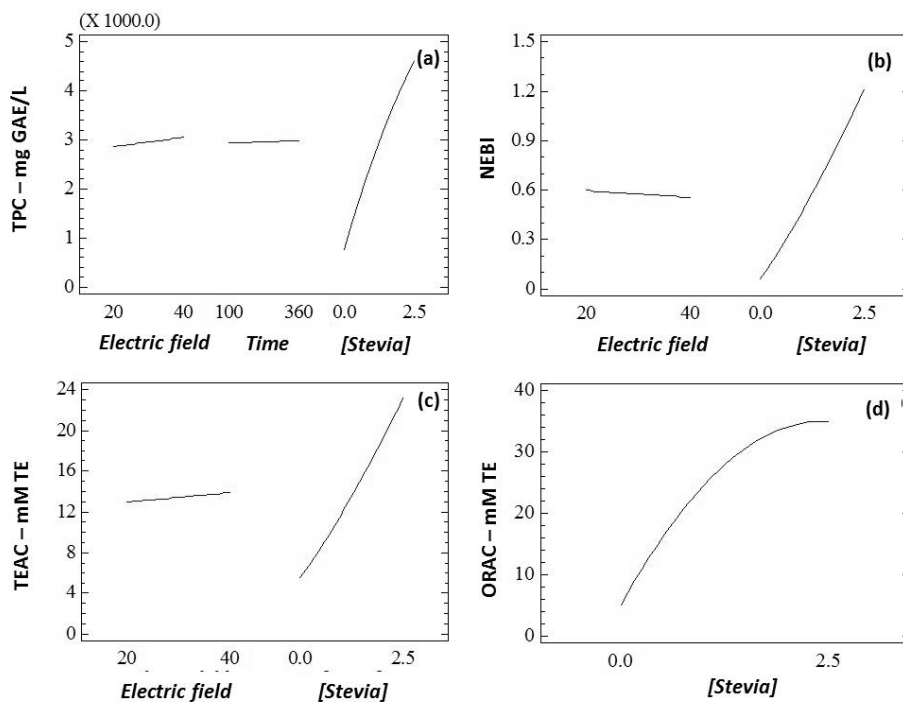 (X 1000.0)
(a)
TPC – mg GAE/L
5
4
3
2
1
0
20 40 100 360 0.0 2.5
Electric field Time [Stevia]
(b)
NEBI
1.5
1.2
0.9
0.6
0.3
0
20 40 0.0 2.5
Electric field [Stevia]
(c)
TEAC – mM TE
24
20
16
12
8
4
0
20 40 0.0 2.5
Electric field [Stevia]
(d)
ORAC – mM TE
40
30
20
10
0
0.0 2.5
[Stevia]